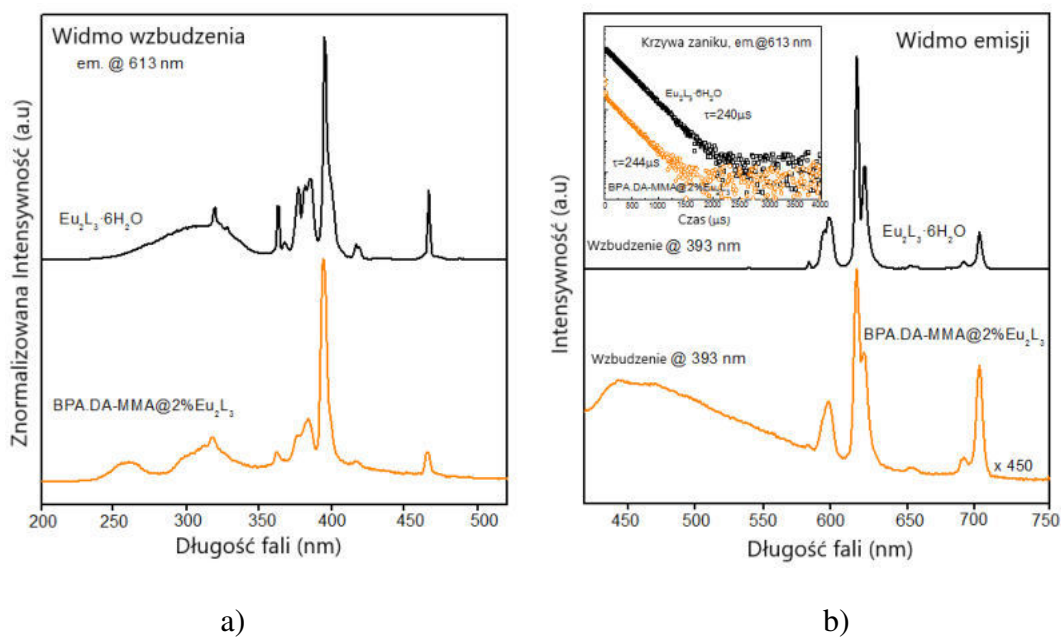 Widmo wzbudzenia
em. @ 613 nm
Eu₂L₃·6H₂O
BPA.DA-MMA@2%Eu₂L₃
Znormalizowana Intensywność (a.u)
200 250 300 350 400 450 500
Długość fali (nm)
a)
Widmo emisji
Krzywa zaniku, em.@613 nm
Eu₂L₃·6H₂O
τ=240µs
τ=244µs
BPA.DA-MMA@2%Eu₂L
0 500 1000 1500 2000 2500 3000 3500 4000
Czas (µs)
Wzbudzenie @ 393 nm
Eu₂L₃·6H₂O
BPA.DA-MMA@2%Eu₂L₃
Wzbudzenie @ 393 nm
x 450
Intensywność (a.u)
450 500 550 600 650 700 750
Długość fali (nm)
b)